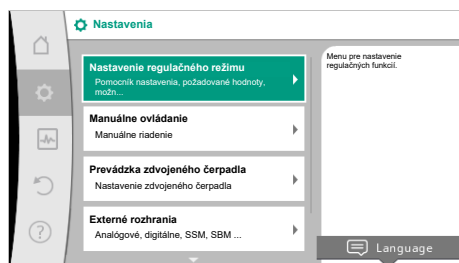 Nastavenia
Nastavenie regulačného režimu
Pomocník nastavenia, požadované hodnoty,
možn...
Manuálne ovládanie
Manuálne riadenie
Prevádzka zdvojeného čerpadla
Nastavenie zdvojeného čerpadla
Externé rozhrania
Analógové, digitálne, SSM, SBM ...
Menu pre nastavenie
regulačných funkcií.
Language